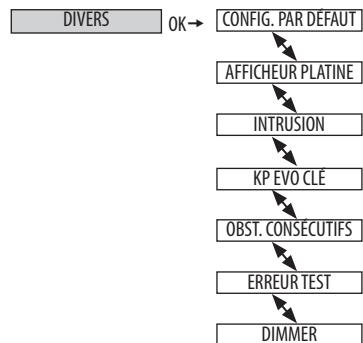 DIVERS OK→ CONFIG. PAR DÉFAUT
AFFICHEUR PLATINE
INTRUSION
KP EVO CLÉ
OBST. CONSÉCUTIFS
ERREUR TEST
DIMMER